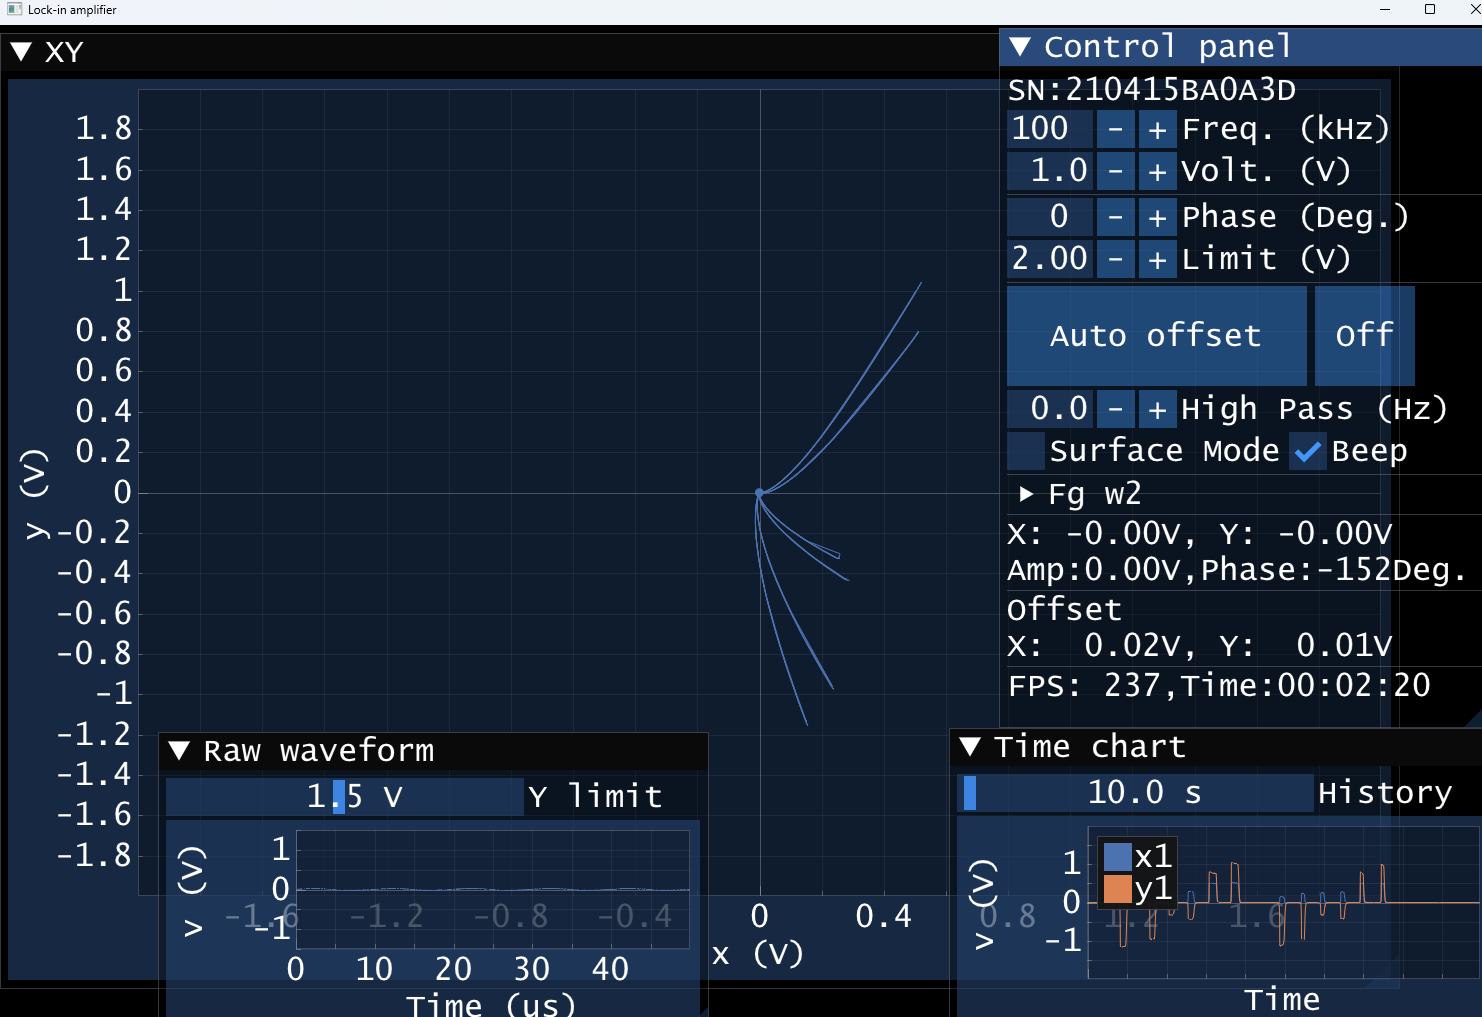 Lock-in amplifier
XY
1.8
1.6
1.4
1.2
1
0.8
0.6
0.4
0.2
0
-0.2
-0.4
-0.6
-0.8
-1
-1.2
-1.4
-1.6
-1.8
y (V)
-1.6 -1.2 -0.8 -0.4 0 0.4 0.8 1.2 1.6
x (V)
Control panel
SN:210415BA0A3D
100 - + Freq. (kHz)
1.0 - + Volt. (V)
0 - + Phase (Deg.)
2.00 - + Limit (V)
Auto offset Off
0.0 - + High Pass (Hz)
Surface Mode Beep
Fg w2
X: -0.00V, Y: -0.00V
Amp:0.00V,Phase:-152Deg.
Offset
X: 0.02V, Y: 0.01V
FPS: 237,Time:00:02:20
Raw waveform
1.5 V Y limit
1
0
-1
v (V)
0 10 20 30 40
Time (us)
Time chart
10.0 s History
x1
y1
1
0
-1
v (V)
Time